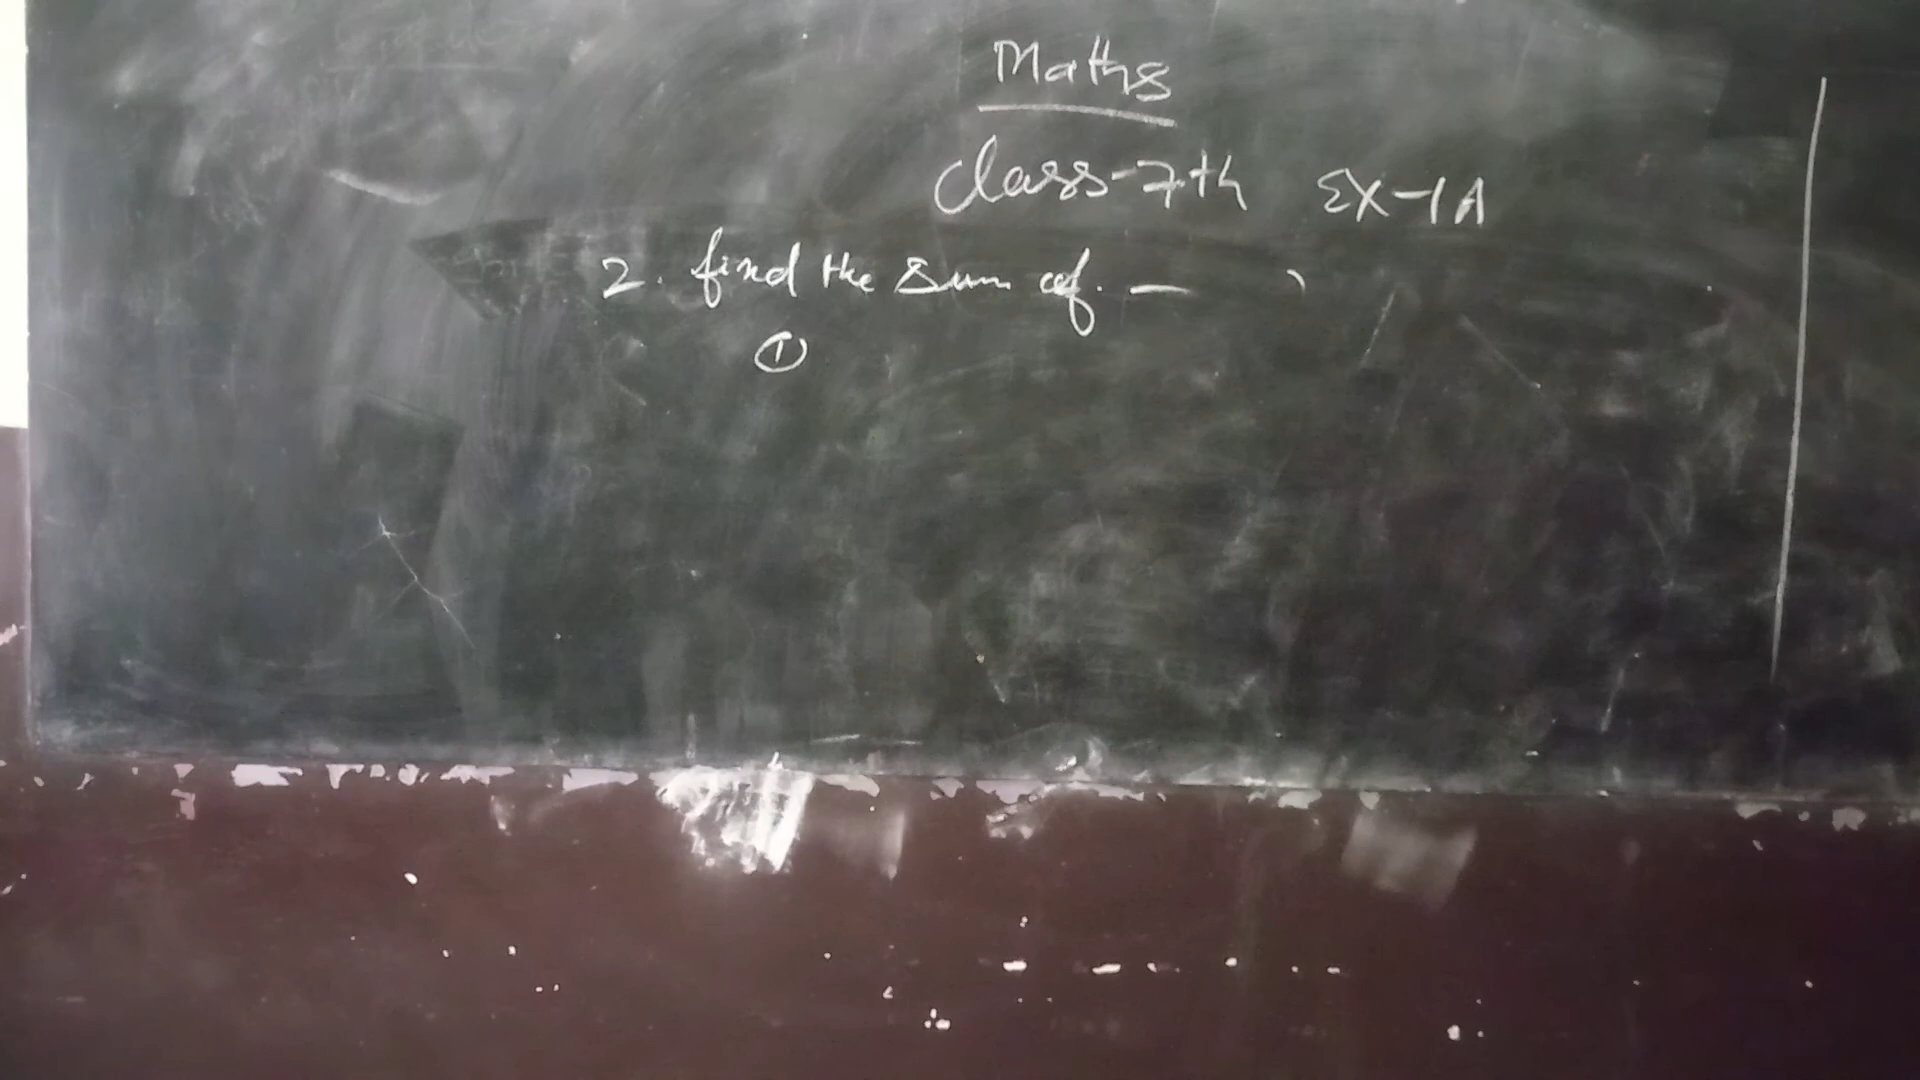 Maths
Class-7th Ex-1A
2. find the sum of. —
①